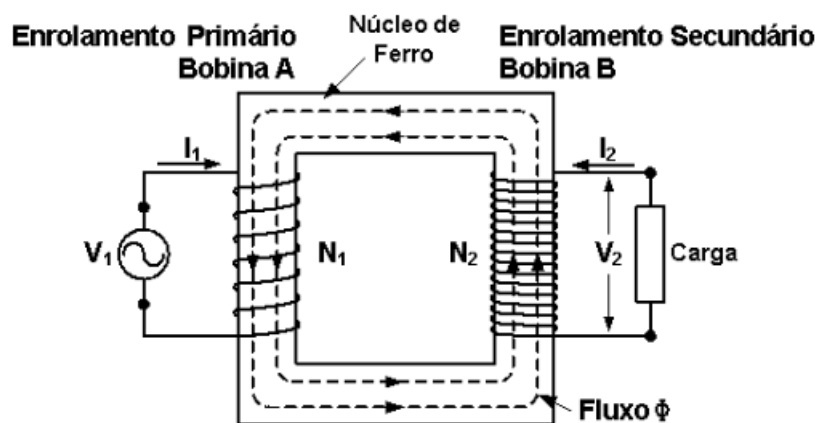 Enrolamento Primário
Bobina A
Núcleo de
Ferro
Enrolamento Secundário
Bobina B
I₁
I₂
V₁
N₁
N₂
V₂
Carga
Fluxo Φ